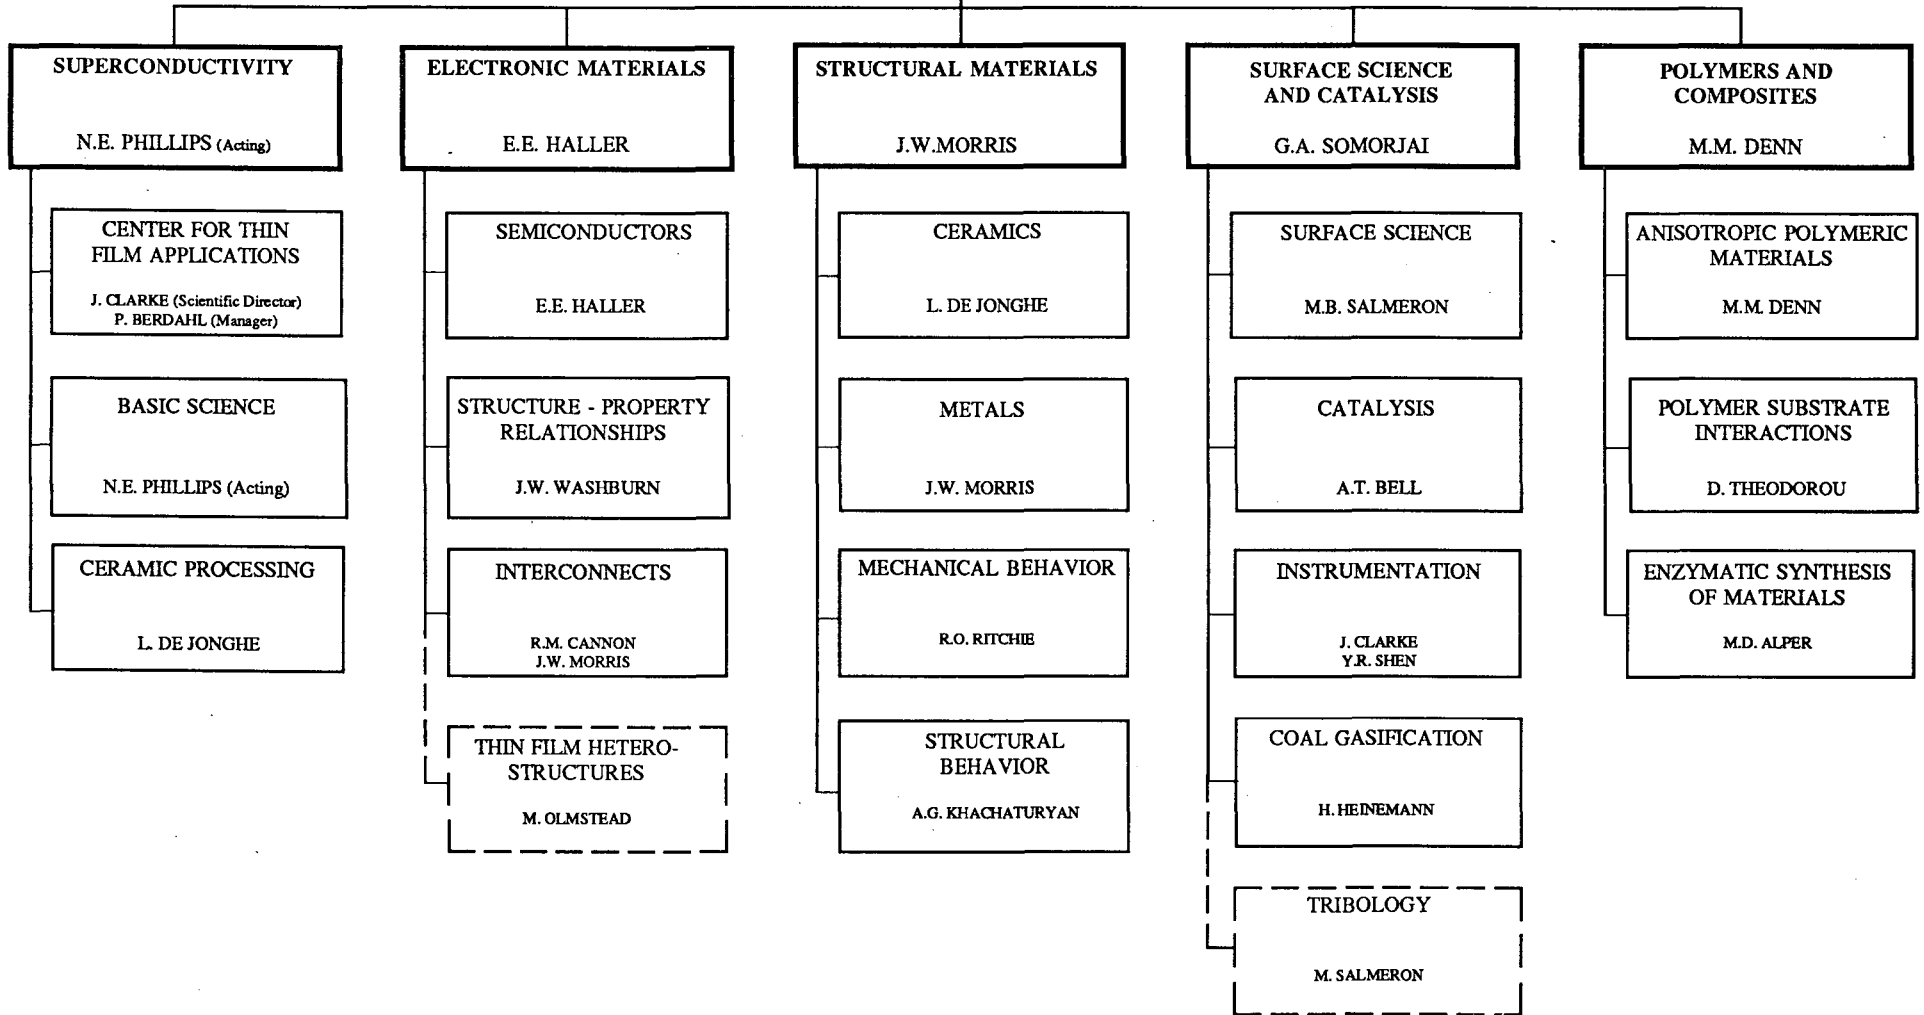 SUPERCONDUCTIVITY
N.E. PHILLIPS (Acting)
CENTER FOR THIN
FILM APPLICATIONS
J. CLARKE (Scientific Director)
P. BERDAHL (Manager)
BASIC SCIENCE
N.E. PHILLIPS (Acting)
CERAMIC PROCESSING
L. DE JONGHE
ELECTRONIC MATERIALS
E.E. HALLER
SEMICONDUCTORS
E.E. HALLER
STRUCTURE - PROPERTY
RELATIONSHIPS
J.W. WASHBURN
INTERCONNECTS
R.M. CANNON
J.W. MORRIS
THIN FILM HETERO-
STRUCTURES
M. OLMSTEAD
STRUCTURAL MATERIALS
J.W.MORRIS
CERAMICS
L. DE JONGHE
METALS
J.W. MORRIS
MECHANICAL BEHAVIOR
R.O. RITCHIE
STRUCTURAL
BEHAVIOR
A.G. KHACHATURYAN
SURFACE SCIENCE
AND CATALYSIS
G.A. SOMORJAI
SURFACE SCIENCE
M.B. SALMERON
CATALYSIS
A.T. BELL
INSTRUMENTATION
J. CLARKE
Y.R. SHEN
COAL GASIFICATION
H. HEINEMANN
TRIBOLOGY
M. SALMERON
POLYMERS AND
COMPOSITES
M.M. DENN
ANISOTROPIC POLYMERIC
MATERIALS
M.M. DENN
POLYMER SUBSTRATE
INTERACTIONS
D. THEODOROU
ENZYMATIC SYNTHESIS
OF MATERIALS
M.D. ALPER